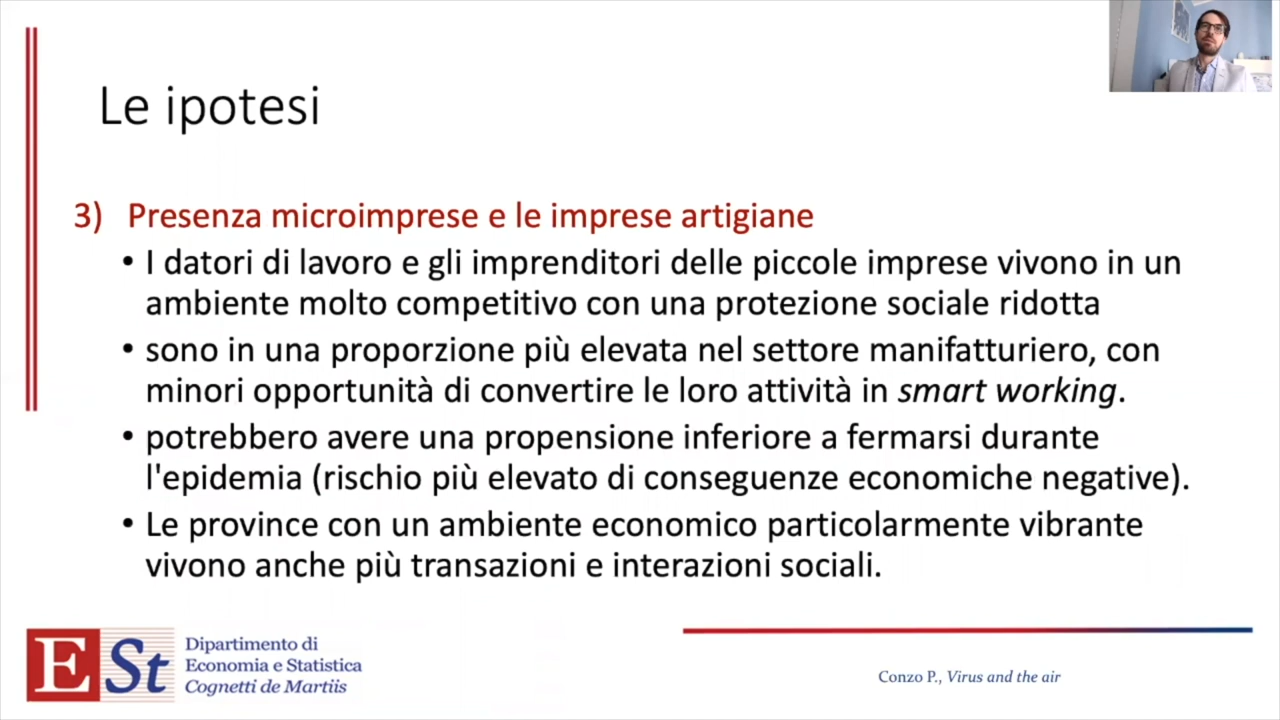 Le ipotesi
3) Presenza microimprese e le imprese artigiane
• I datori di lavoro e gli imprenditori delle piccole imprese vivono in un
ambiente molto competitivo con una protezione sociale ridotta
• sono in una proporzione più elevata nel settore manifatturiero, con
minori opportunità di convertire le loro attività in smart working.
• potrebbero avere una propensione inferiore a fermarsi durante
l'epidemia (rischio più elevato di conseguenze economiche negative).
• Le province con un ambiente economico particolarmente vibrante
vivono anche più transazioni e interazioni sociali.
ESt
Dipartimento di
Economia e Statistica
Cognetti de Martiis
Conzo P., Virus and the air